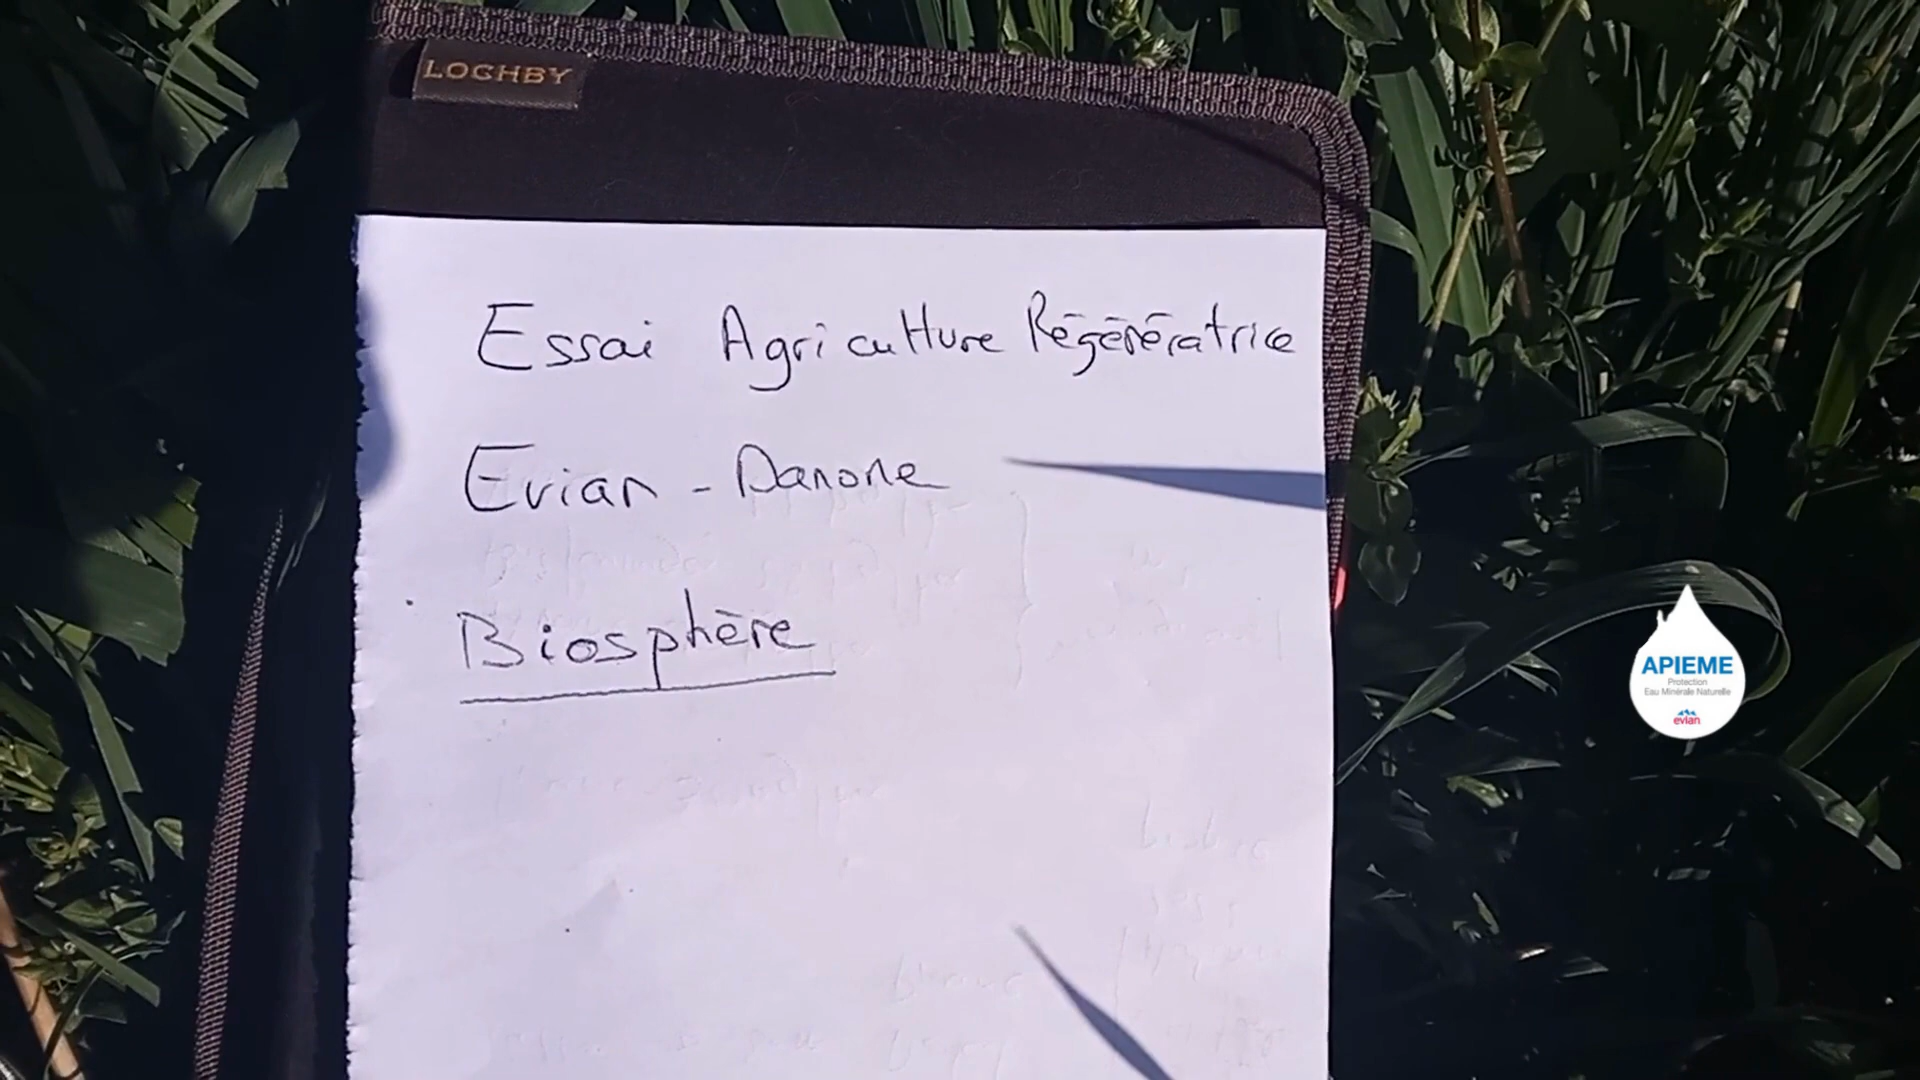 LOCHBY
Essai Agriculture Régénératrice
Evian - Danone
Biosphère
APIEME
Protection
Eau Minérale Naturelle
evian